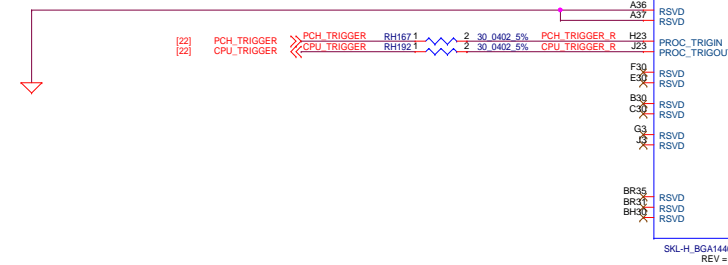 A36 RSVD
A37 RSVD
[22] PCH_TRIGGER PCH_TRIGGER RH167 1 2 30_0402_5% PCH_TRIGGER_R H23 PROC_TRIGIN
[22] CPU_TRIGGER CPU_TRIGGER RH192 1 2 30_0402_5% CPU_TRIGGER_R J23 PROC_TRIGOUT
F30 RSVD
E30 RSVD
B30 RSVD
C30 RSVD
G3 RSVD
J3 RSVD
BR35 RSVD
BR31 RSVD
BH30 RSVD
SKL-H_BGA1440
REV =